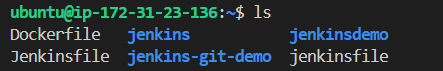 ubuntu@ip-172-31-23-136:~$ ls
Dockerfile jenkins jenkinsdemo
Jenkinsfile jenkins-git-demo jenkinsfile